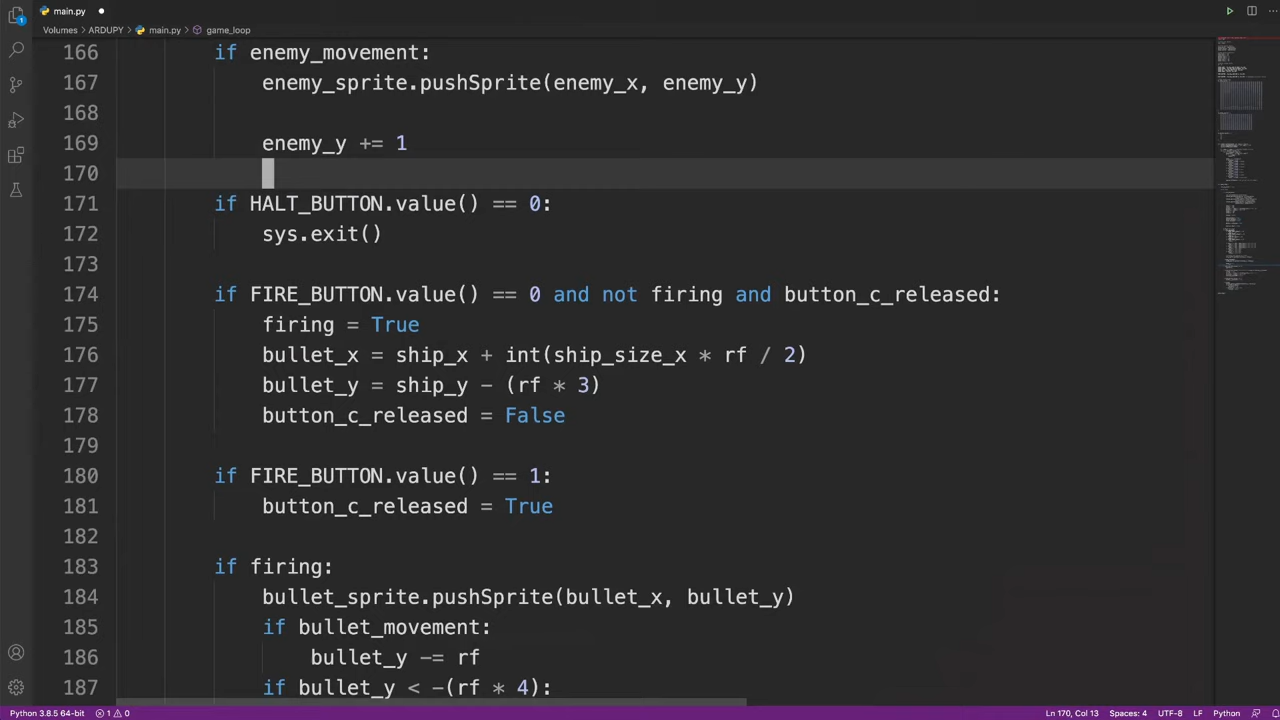 main.py
Volumes ARDUPY main.py game_loop
166 if enemy_movement:
167 enemy_sprite.pushSprite(enemy_x, enemy_y)
168
169 enemy_y += 1
170
171 if HALT_BUTTON.value() == 0:
172 sys.exit()
173
174 if FIRE_BUTTON.value() == 0 and not firing and button_c_released:
175 firing = True
176 bullet_x = ship_x + int(ship_size_x * rf / 2)
177 bullet_y = ship_y - (rf * 3)
178 button_c_released = False
179
180 if FIRE_BUTTON.value() == 1:
181 button_c_released = True
182
183 if firing:
184 bullet_sprite.pushSprite(bullet_x, bullet_y)
185 if bullet_movement:
186 bullet_y -= rf
187 if bullet_y < -(rf * 4):
1
Python 3.8.5 64-bit 1 0 Ln 170, Col 13 Spaces: 4 UTF-8 LF Python